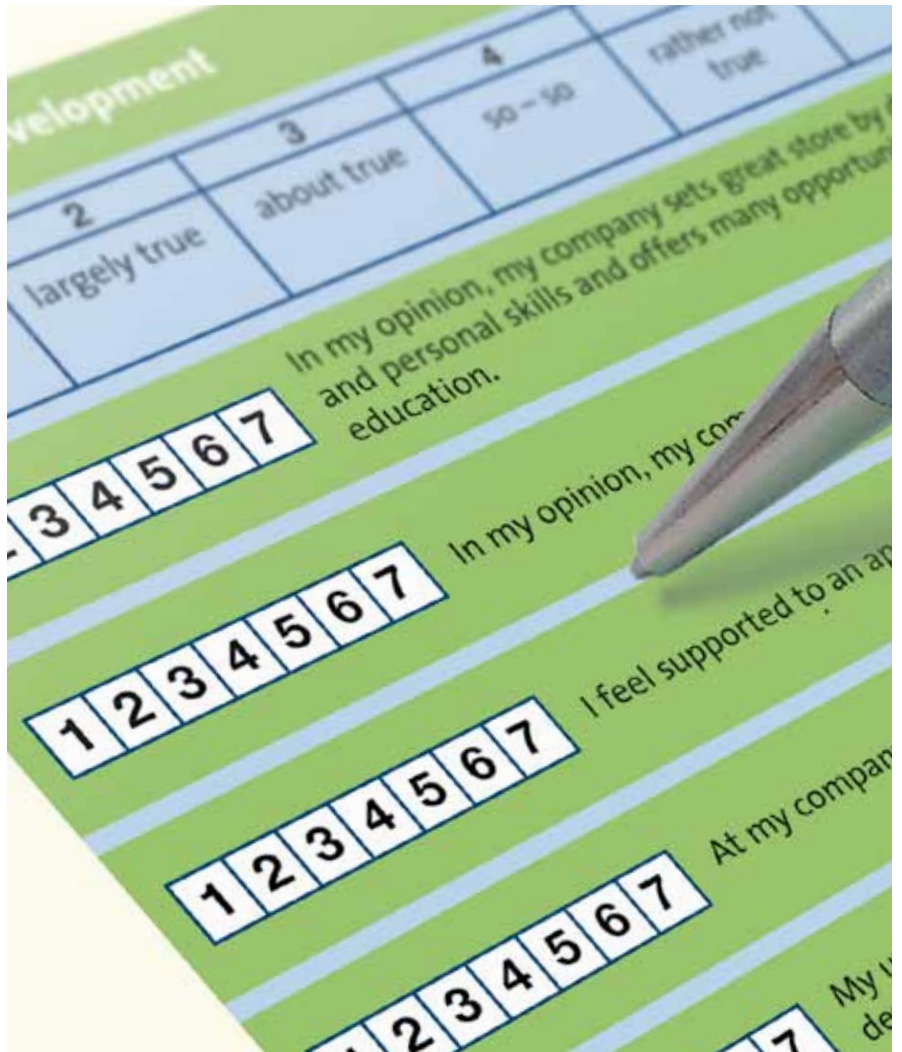 velopment
2 3 4
largely true about true so – so rather not true
In my opinion, my company sets great store by
and personal skills and offers many opportun
education.
3 4 5 6 7
In my opinion, my com
1 2 3 4 5 6 7
I feel supported to an ap
1 2 3 4 5 6 7
At my compan
2 3 4 5 6 7
My
de
7